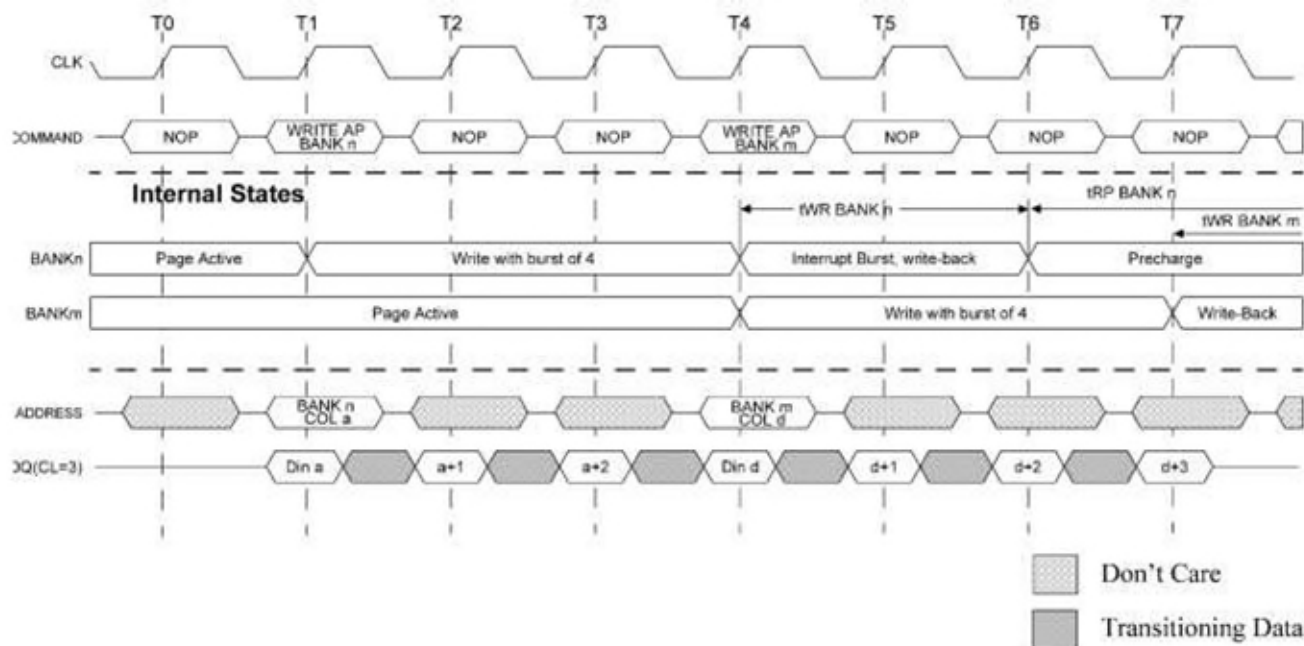 T0 T1 T2 T3 T4 T5 T6 T7
CLK
COMMAND NOP WRITE AP NOP NOP WRITE AP NOP NOP NOP
BANK n BANK m
Internal States
tWR BANK n tRP BANK n
tWR BANK m
BANKn Page Active Write with burst of 4 Interrupt Burst, write-back Precharge
BANKm Page Active Write with burst of 4 Write-Back
ADDRESS BANK n BANK m
COL a COL d
DQ(CL=3) Din a a+1 a+2 Din d d+1 d+2 d+3
Don't Care
Transitioning Data